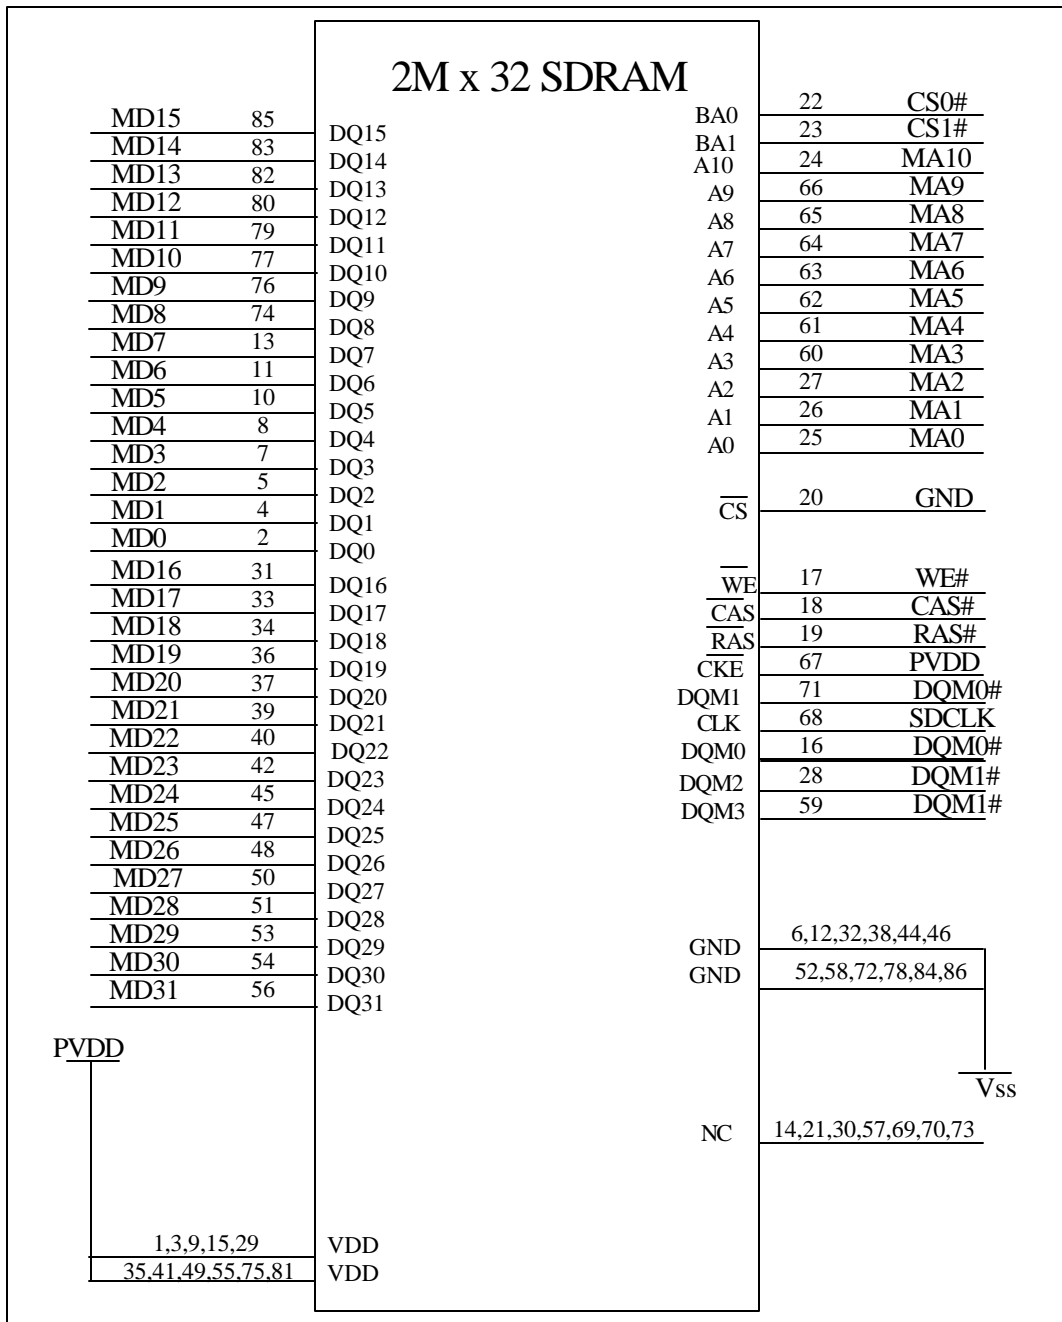 2M x 32 SDRAM
MD15 85 DQ15
MD14 83 DQ14
MD13 82 DQ13
MD12 80 DQ12
MD11 79 DQ11
MD10 77 DQ10
MD9 76 DQ9
MD8 74 DQ8
MD7 13 DQ7
MD6 11 DQ6
MD5 10 DQ5
MD4 8 DQ4
MD3 7 DQ3
MD2 5 DQ2
MD1 4 DQ1
MD0 2 DQ0
MD16 31 DQ16
MD17 33 DQ17
MD18 34 DQ18
MD19 36 DQ19
MD20 37 DQ20
MD21 39 DQ21
MD22 40 DQ22
MD23 42 DQ23
MD24 45 DQ24
MD25 47 DQ25
MD26 48 DQ26
MD27 50 DQ27
MD28 51 DQ28
MD29 53 DQ29
MD30 54 DQ30
MD31 56 DQ31
PVDD
1,3,9,15,29 VDD
35,41,49,55,75,81 VDD
BA0 22 CS0#
BA1 23 CS1#
A10 24 MA10
A9 66 MA9
A8 65 MA8
A7 64 MA7
A6 63 MA6
A5 62 MA5
A4 61 MA4
A3 60 MA3
A2 27 MA2
A1 26 MA1
A0 25 MA0
CS 20 GND
WE 17 WE#
CAS 18 CAS#
RAS 19 RAS#
CKE 67 PVDD
DQM1 71 DQM0#
CLK 68 SDCLK
DQM0 16 DQM0#
DQM2 28 DQM1#
DQM3 59 DQM1#
GND 6,12,32,38,44,46
GND 52,58,72,78,84,86
Vss
NC 14,21,30,57,69,70,73